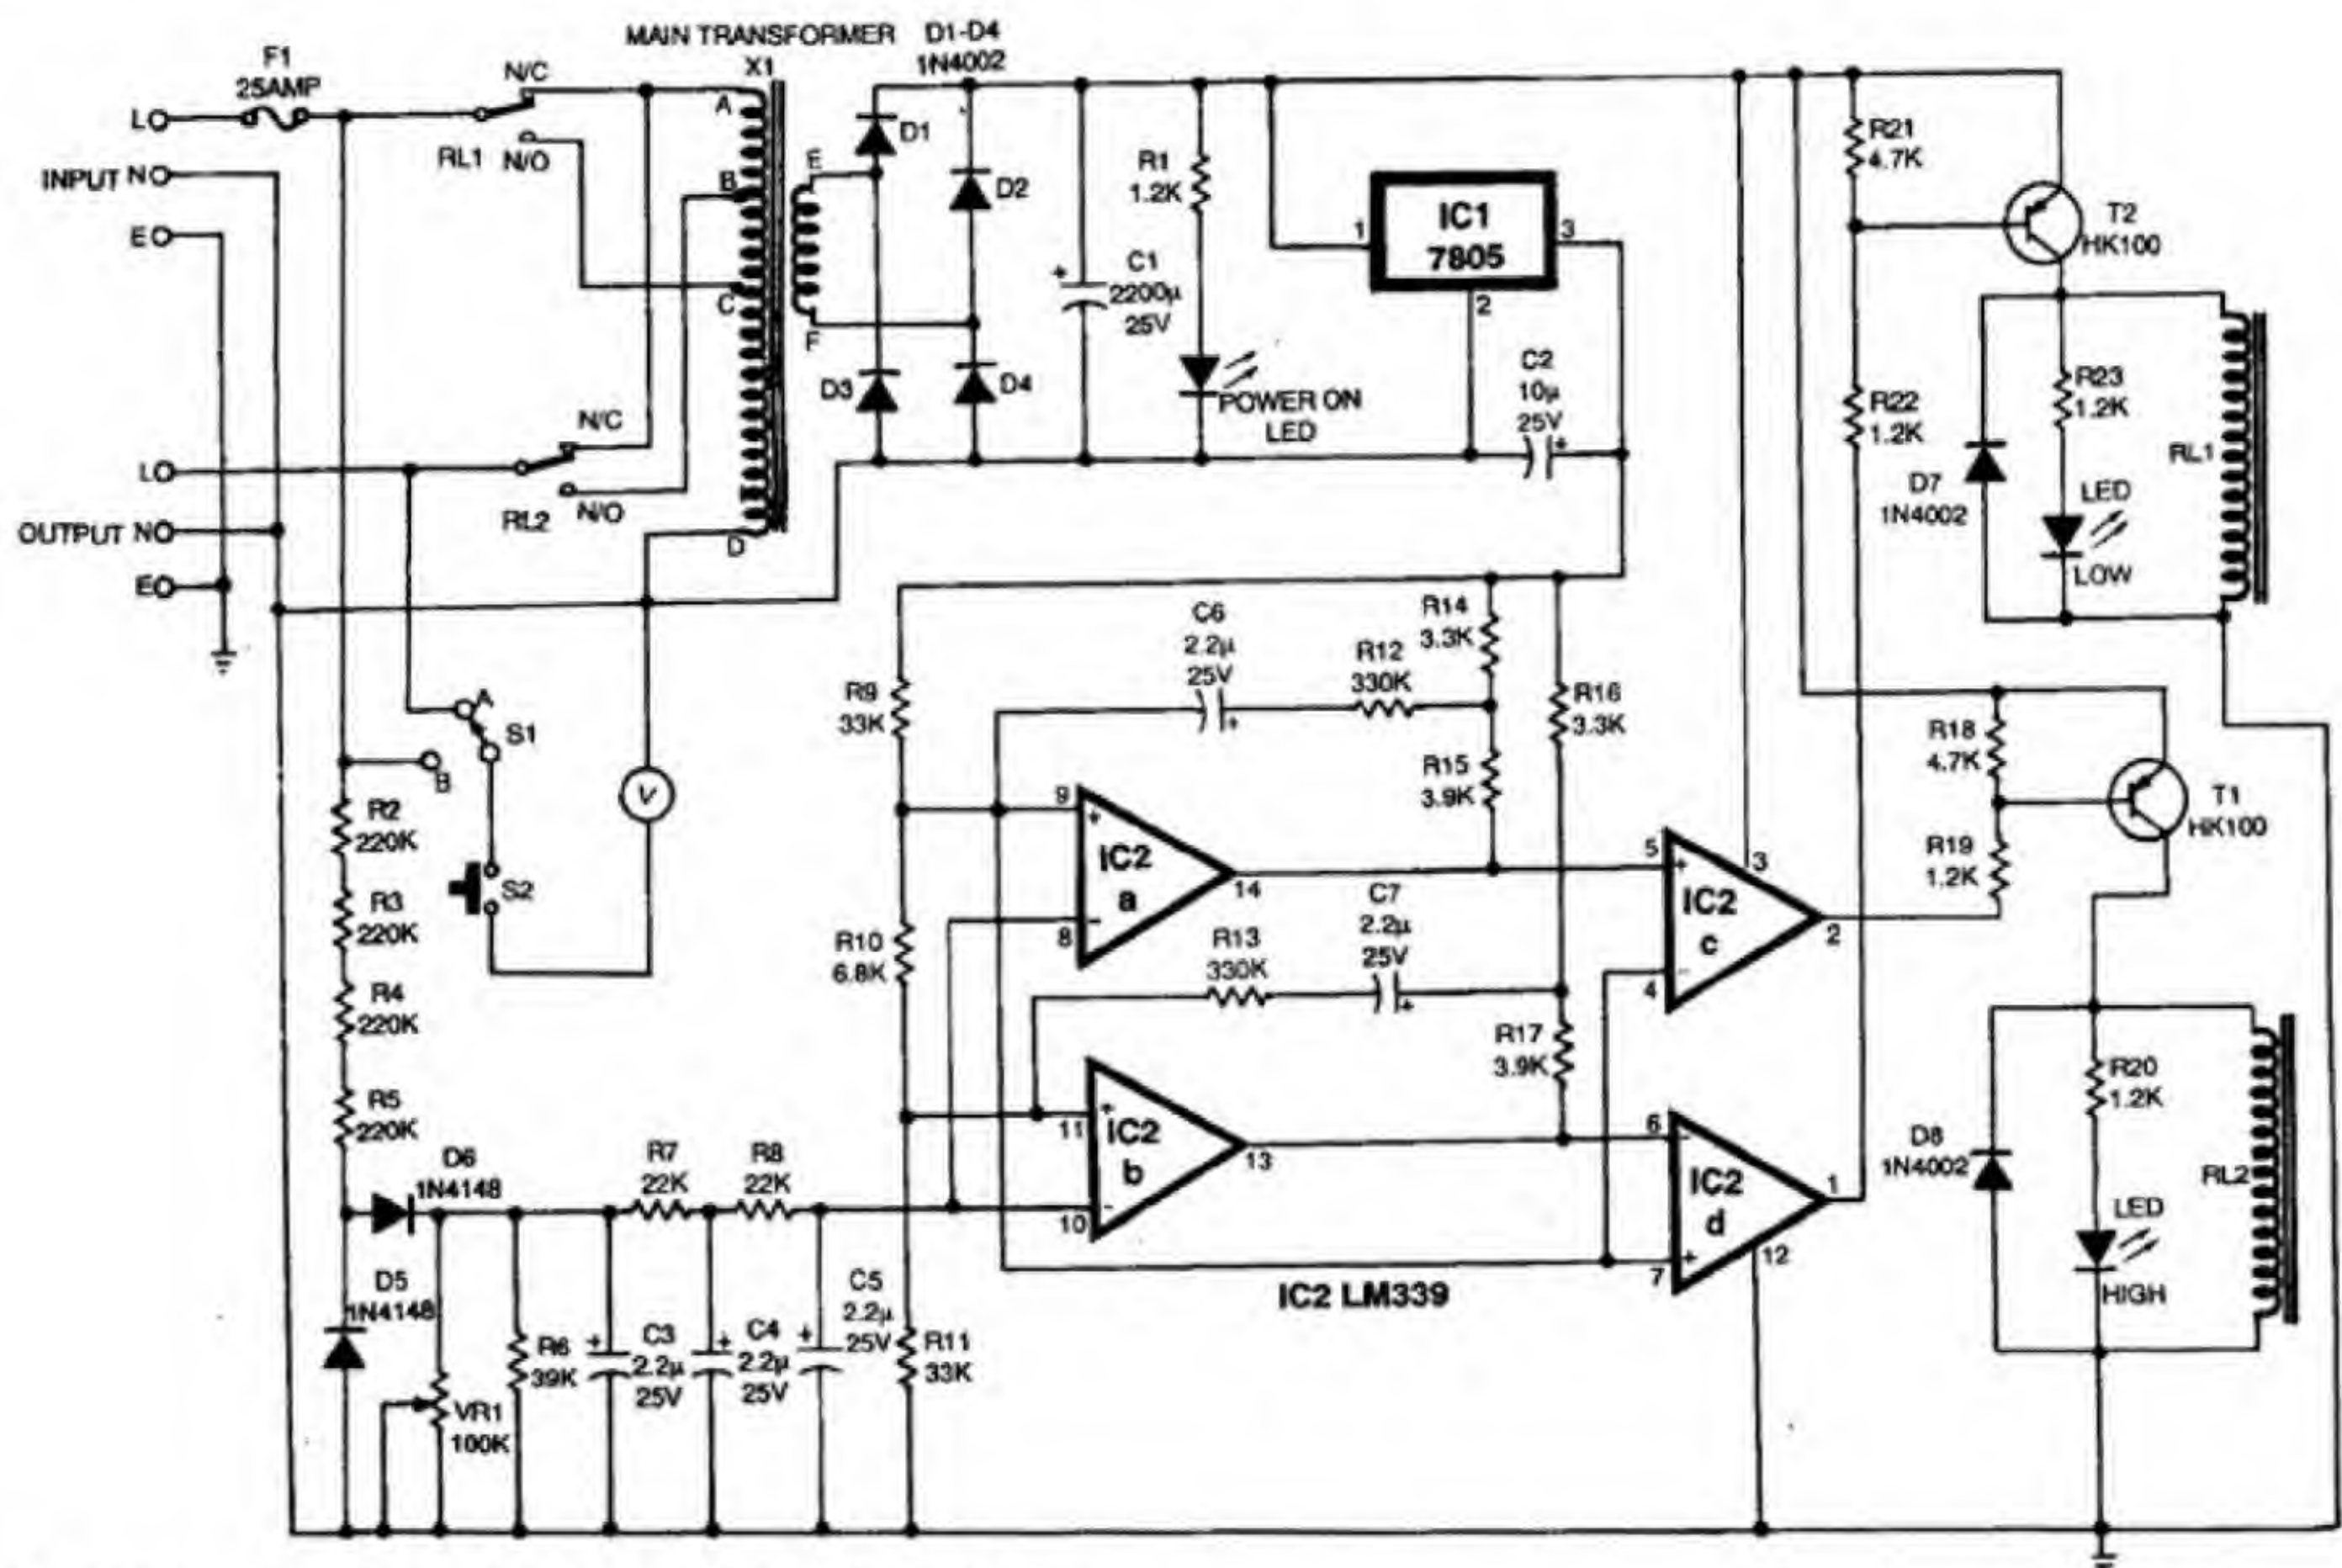 MAIN TRANSFORMER
X1
D1-D4
1N4002
F1
25AMP
N/C
LO
RL1
N/O
INPUT NO
EO
A
B
C
D
E
F
D1
D2
D3
D4
R1
1.2K
+
C1
2200µ
25V
POWER ON
LED
1
IC1
7805
3
2
C2
10µ
25V
+
R21
4.7K
T2
HK100
R22
1.2K
R23
1.2K
D7
1N4002
LED
LOW
RL1
N/C
LO
RL2
N/O
OUTPUT NO
EO
A
S1
B
V
S2
R2
220K
R3
220K
R4
220K
R5
220K
C6
2.2µ
25V
+
R12
330K
R14
3.3K
R9
33K
R15
3.9K
R16
3.3K
R10
6.8K
9
+
IC2
a
14
8
-
R13
330K
C7
2.2µ
25V
+
R17
3.9K
5
+
3
IC2
c
2
4
-
R18
4.7K
T1
HK100
R19
1.2K
D6
1N4148
R7
22K
R8
22K
11
+
IC2
b
13
10
-
6
-
IC2
d
1
7
+
12
IC2 LM339
D8
1N4002
R20
1.2K
LED
HIGH
RL2
D5
1N4148
VR1
100K
R6
39K
+
C3
2.2µ
25V
+
C4
2.2µ
25V
+
C5
2.2µ
25V
R11
33K